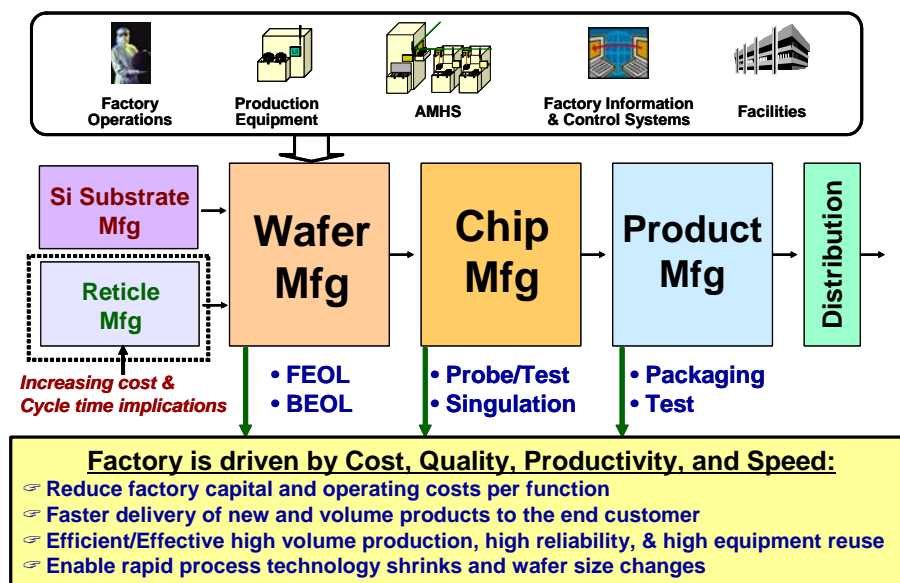 Factory
Operations
Production
Equipment
AMHS
Factory Information
& Control Systems
Facilities
Si Substrate
Mfg
Reticle
Mfg
Increasing cost &
Cycle time implications
Wafer
Mfg
Chip
Mfg
Product
Mfg
Distribution
• FEOL
• BEOL
• Probe/Test
• Singulation
• Packaging
• Test
Factory is driven by Cost, Quality, Productivity, and Speed:
☞ Reduce factory capital and operating costs per function
☞ Faster delivery of new and volume products to the end customer
☞ Efficient/Effective high volume production, high reliability, & high equipment reuse
☞ Enable rapid process technology shrinks and wafer size changes